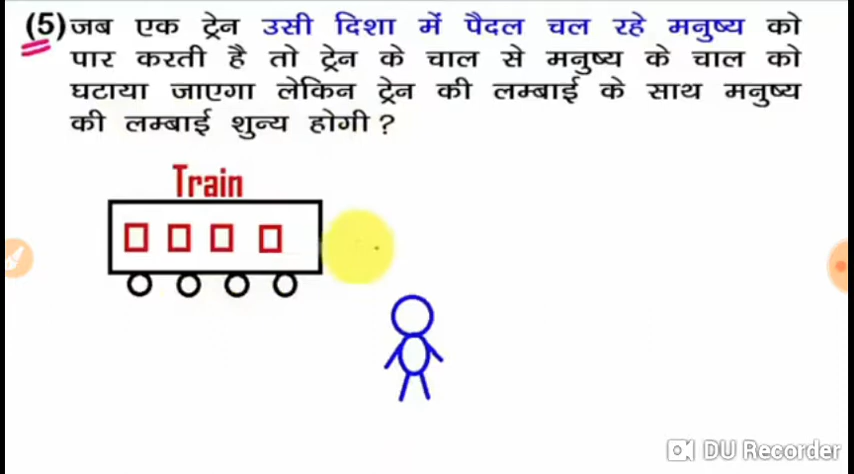 (5) जब एक ट्रेन उसी दिशा में पैदल चल रहे मनुष्य को
पार करती है तो ट्रेन के चाल से मनुष्य के चाल को
घटाया जाएगा लेकिन ट्रेन की लम्बाई के साथ मनुष्य
की लम्बाई शुन्य होगी ?
Train
DU Recorder